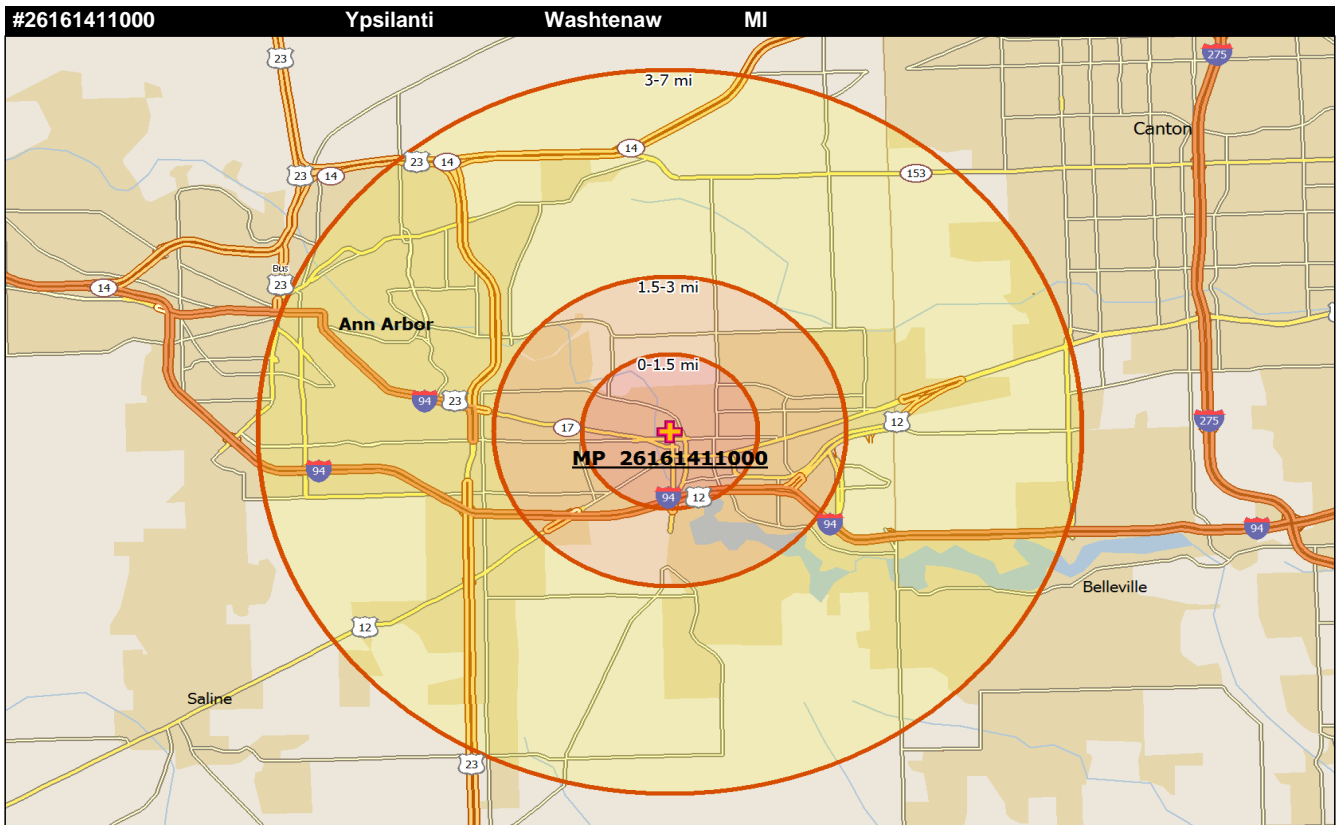 #26161411000 Ypsilanti Washtenaw MI
23
275
3-7 mi
Canton
14
23
14
23
14
153
Bus
23
14
1.5-3 mi
Ann Arbor
0-1.5 mi
94
23
17
12
275
MP 26161411000
94
94
12
94
94
Belleville
12
Saline
23